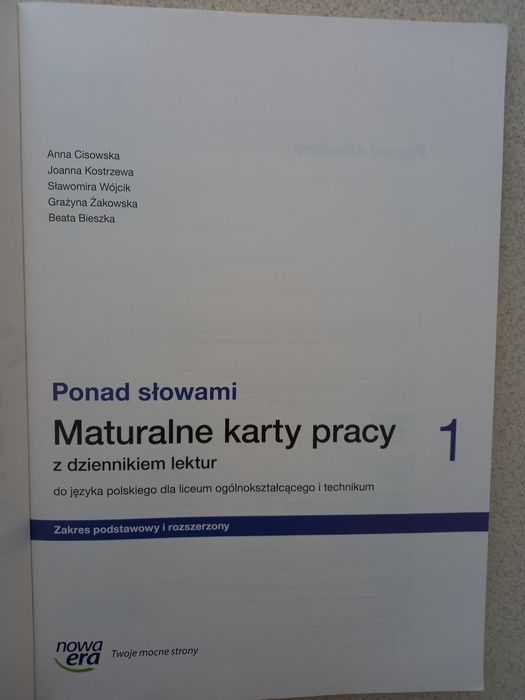 Anna Cisowska
Joanna Kostrzewa
Sławomira Wójcik
Grażyna Żakowska
Beata Bieszka
Ponad słowami
Maturalne karty pracy 1
z dziennikiem lektur
do języka polskiego dla liceum ogólnokształcącego i technikum
Zakres podstawowy i rozszerzony
nowa era Twoje mocne strony